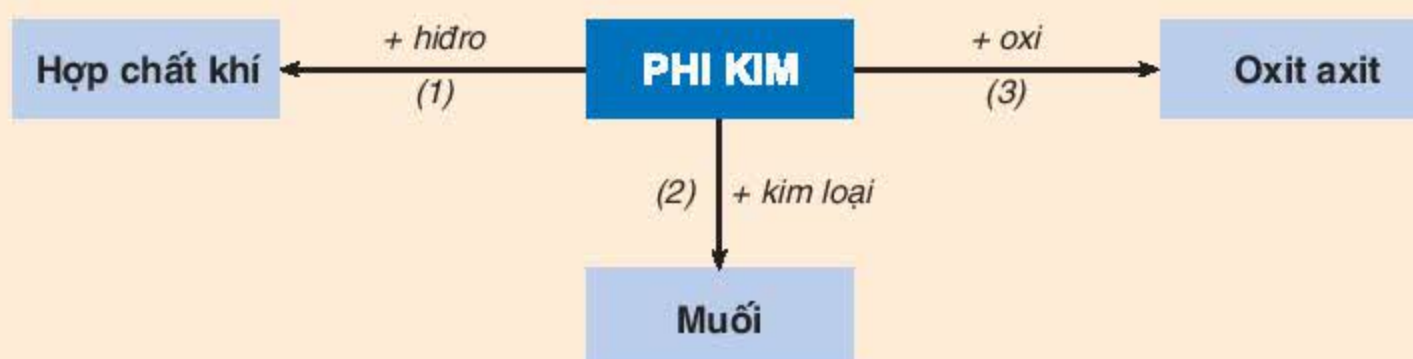 Hợp chất khí
+ hiđro
(1)
PHI KIM
+ oxi
(3)
Oxit axit
(2)
+ kim loại
Muối